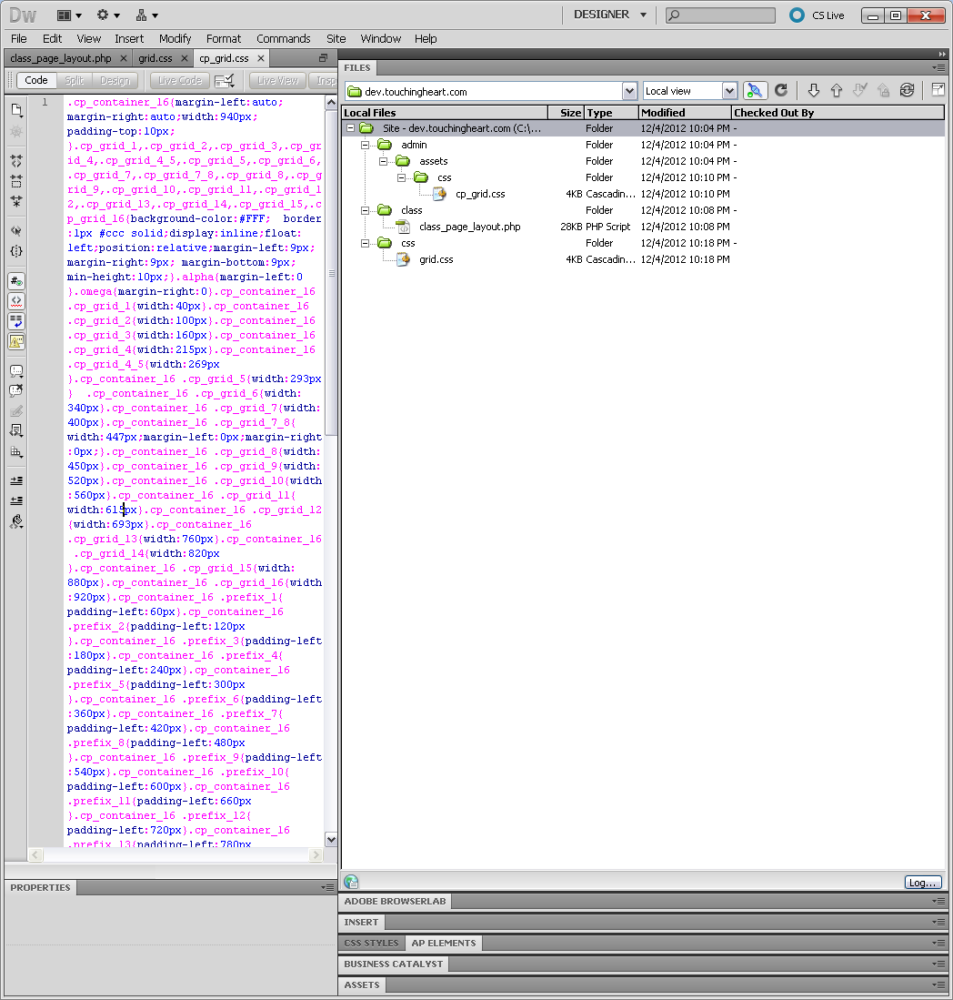 Dw
DESIGNER
CS Live
File Edit View Insert Modify Format Commands Site Window Help
class_page_layout.php grid.css cp_grid.css
Code Split Design Live Code Live View Insp
1
.cp_container_16{margin-left:auto;
margin-right:auto;width:940px;
padding-top:10px;
}.cp_grid_1,.cp_grid_2,.cp_grid_3,.cp_gr
id_4,.cp_grid_4_5,.cp_grid_5,.cp_grid_6,
.cp_grid_7,.cp_grid_7_8,.cp_grid_8,.cp_gr
id_9,.cp_grid_10,.cp_grid_11,.cp_grid_1
2,.cp_grid_13,.cp_grid_14,.cp_grid_15,.c
p_grid_16{background-color:#FFF; border
:1px #ccc solid;display:inline;float:
left;position:relative;margin-left:9px;
margin-right:9px; margin-bottom:9px;
min-height:10px;}.alpha{margin-left:0
}.omega{margin-right:0}.cp_container_16
.cp_grid_1{width:40px}.cp_container_16
.cp_grid_2{width:100px}.cp_container_16
.cp_grid_3{width:160px}.cp_container_16
.cp_grid_4{width:215px}.cp_container_16
.cp_grid_4_5{width:269px
}.cp_container_16 .cp_grid_5{width:293px
} .cp_container_16 .cp_grid_6{width:
340px}.cp_container_16 .cp_grid_7{width:
400px}.cp_container_16 .cp_grid_7_8{
width:447px;margin-left:0px;margin-right
:0px;}.cp_container_16 .cp_grid_8{width:
450px}.cp_container_16 .cp_grid_9{width:
520px}.cp_container_16 .cp_grid_10{width
:560px}.cp_container_16 .cp_grid_11{
width:615px}.cp_container_16 .cp_grid_12
{width:693px}.cp_container_16
.cp_grid_13{width:760px}.cp_container_16
.cp_grid_14{width:820px
}.cp_container_16 .cp_grid_15{width:
880px}.cp_container_16 .cp_grid_16{width
:920px}.cp_container_16 .prefix_1{
padding-left:60px}.cp_container_16
.prefix_2{padding-left:120px
}.cp_container_16 .prefix_3{padding-left
:180px}.cp_container_16 .prefix_4{
padding-left:240px}.cp_container_16
.prefix_5{padding-left:300px
}.cp_container_16 .prefix_6{padding-left
:360px}.cp_container_16 .prefix_7{
padding-left:420px}.cp_container_16
.prefix_8{padding-left:480px
}.cp_container_16 .prefix_9{padding-left
:540px}.cp_container_16 .prefix_10{
padding-left:600px}.cp_container_16
.prefix_11{padding-left:660px
}.cp_container_16 .prefix_12{
padding-left:720px}.cp_container_16
.prefix_13{padding-left:780px
PROPERTIES
FILES
dev.touchingheart.com Local view
Local Files Size Type Modified Checked Out By
Site - dev.touchingheart.com (C:\... Folder 12/4/2012 10:04 PM -
admin Folder 12/4/2012 10:04 PM -
assets Folder 12/4/2012 10:04 PM -
css Folder 12/4/2012 10:10 PM -
cp_grid.css 4KB Cascadin... 12/4/2012 10:10 PM
class Folder 12/4/2012 10:08 PM -
class_page_layout.php 28KB PHP Script 12/4/2012 10:08 PM
css Folder 12/4/2012 10:18 PM -
grid.css 4KB Cascadin... 12/4/2012 10:18 PM
Log...
ADOBE BROWSERLAB
INSERT
CSS STYLES AP ELEMENTS
BUSINESS CATALYST
ASSETS